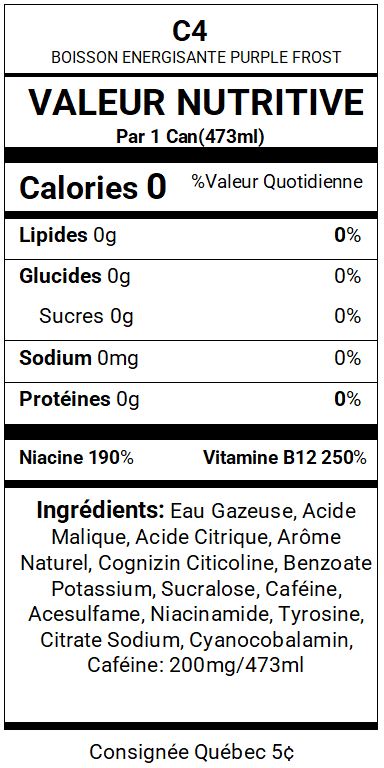 C4
BOISSON ENERGISANTE PURPLE FROST
VALEUR NUTRITIVE
Par 1 Can(473ml)
Calories 0 %Valeur Quotidienne
Lipides 0g 0%
Glucides 0g 0%
Sucres 0g 0%
Sodium 0mg 0%
Protéines 0g 0%
Niacine 190% Vitamine B12 250%
Ingrédients: Eau Gazeuse, Acide
Malique, Acide Citrique, Arôme
Naturel, Cognizin Citicoline, Benzoate
Potassium, Sucralose, Caféine,
Acesulfame, Niacinamide, Tyrosine,
Citrate Sodium, Cyanocobalamin,
Caféine: 200mg/473ml
Consignée Québec 5¢